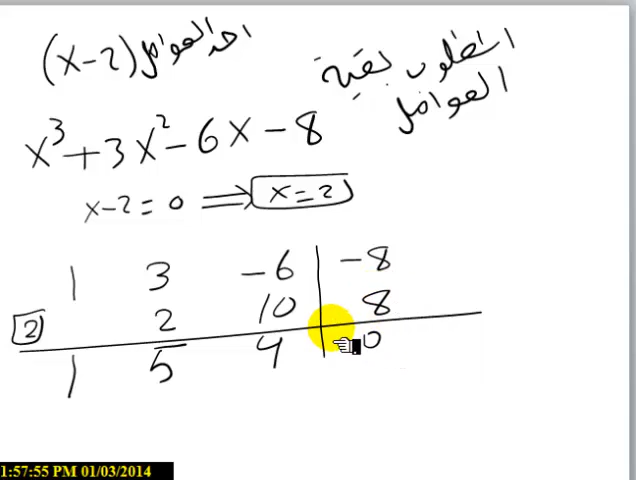 احد العوامل (x-2)
المطلوب بقية
العوامل
x³ + 3x² - 6x - 8
x-2 = 0 ⟹ x = 2
1 3 -6 -8
2 2 10 8
1 5 4 0
1:57:55 PM 01/03/2014